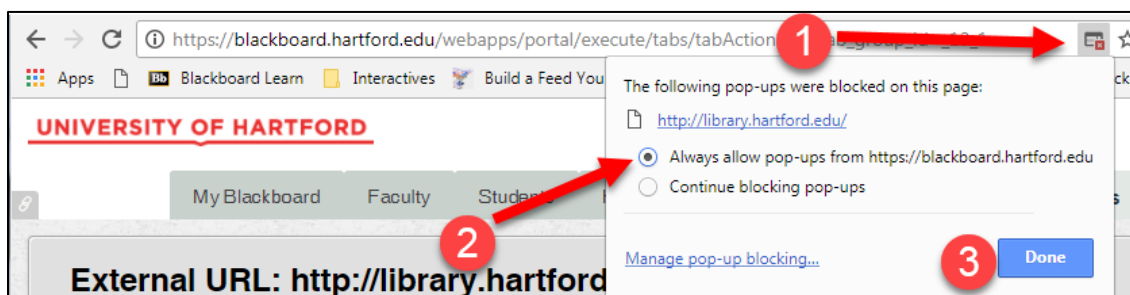 https://blackboard.hartford.edu/webapps/portal/execute/tabs/tabAction
1
Apps Bb Blackboard Learn Interactives Build a Feed You
The following pop-ups were blocked on this page:
http://library.hartford.edu/
UNIVERSITY OF HARTFORD
Always allow pop-ups from https://blackboard.hartford.edu
Continue blocking pop-ups
My Blackboard Faculty
2
Manage pop-up blocking...
3
Done
External URL: http://library.hartford